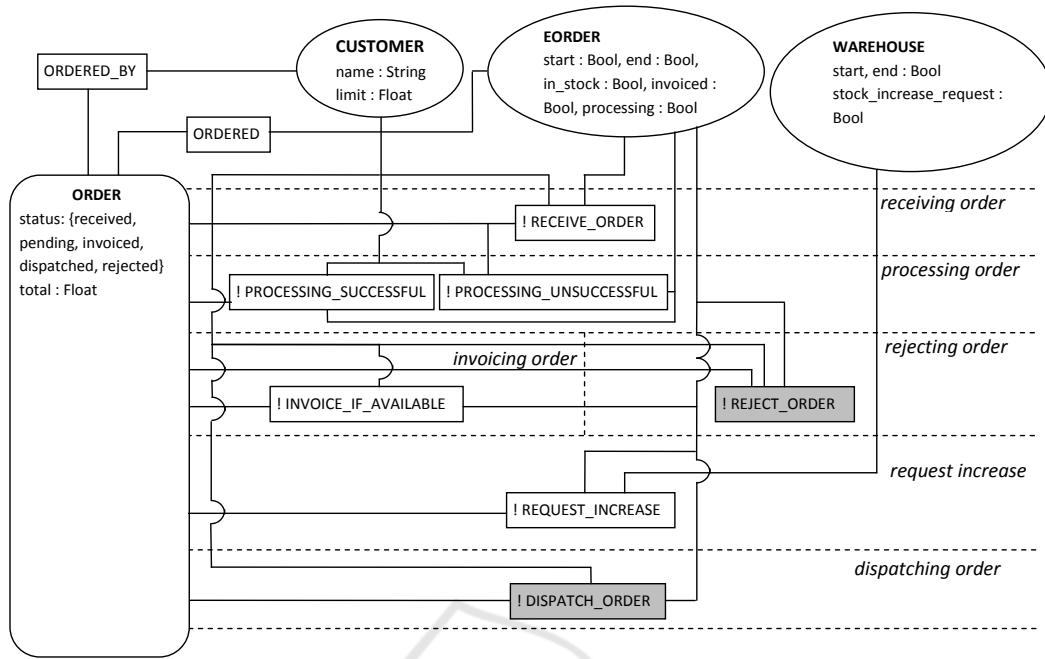 CUSTOMER
name : String
limit : Float
EORDER
start : Bool, end : Bool,
in_stock : Bool, invoiced :
Bool, processing : Bool
WAREHOUSE
start, end : Bool
stock_increase_request :
Bool
ORDERED_BY
ORDERED
ORDER
status: {received,
pending, invoiced,
dispatched, rejected}
total : Float
receiving order
! RECEIVE_ORDER
processing order
! PROCESSING_SUCCESSFUL
! PROCESSING_UNSUCCESSFUL
rejecting order
invoicing order
! INVOICE_IF_AVAILABLE
! REJECT_ORDER
request increase
! REQUEST_INCREASE
dispatching order
! DISPATCH_ORDER